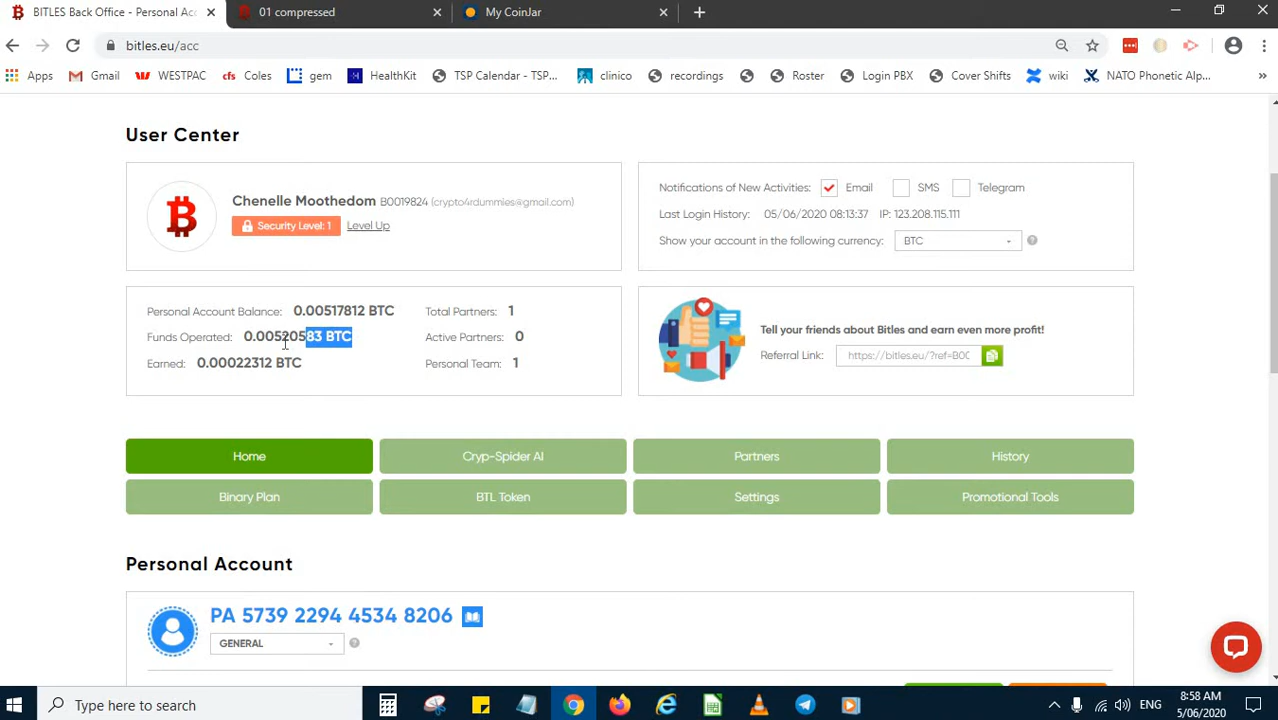 BITLES Back Office - Personal Acc
01 compressed
My CoinJar
bitles.eu/acc
Apps
Gmail
WESTPAC
cfs
Coles
gem
HealthKit
TSP Calendar - TSP...
clinico
recordings
Roster
Login PBX
Cover Shifts
wiki
NATO Phonetic Alp...
User Center
Chenelle Moothedom B0019824 (crypto4rdummies@gmail.com)
Security Level: 1 Level Up
Notifications of New Activities: Email SMS Telegram
Last Login History: 05/06/2020 08:13:37 IP: 123.208.115.111
Show your account in the following currency: BTC
Personal Account Balance: 0.00517812 BTC
Funds Operated: 0.00520583 BTC
Earned: 0.00022312 BTC
Total Partners: 1
Active Partners: 0
Personal Team: 1
Tell your friends about Bitles and earn even more profit!
Referral Link: https://bitles.eu/?ref=B0C
Home
Cryp-Spider AI
Partners
History
Binary Plan
BTL Token
Settings
Promotional Tools
Personal Account
PA 5739 2294 4534 8206
GENERAL
Type here to search
ENG
8:58 AM
5/06/2020